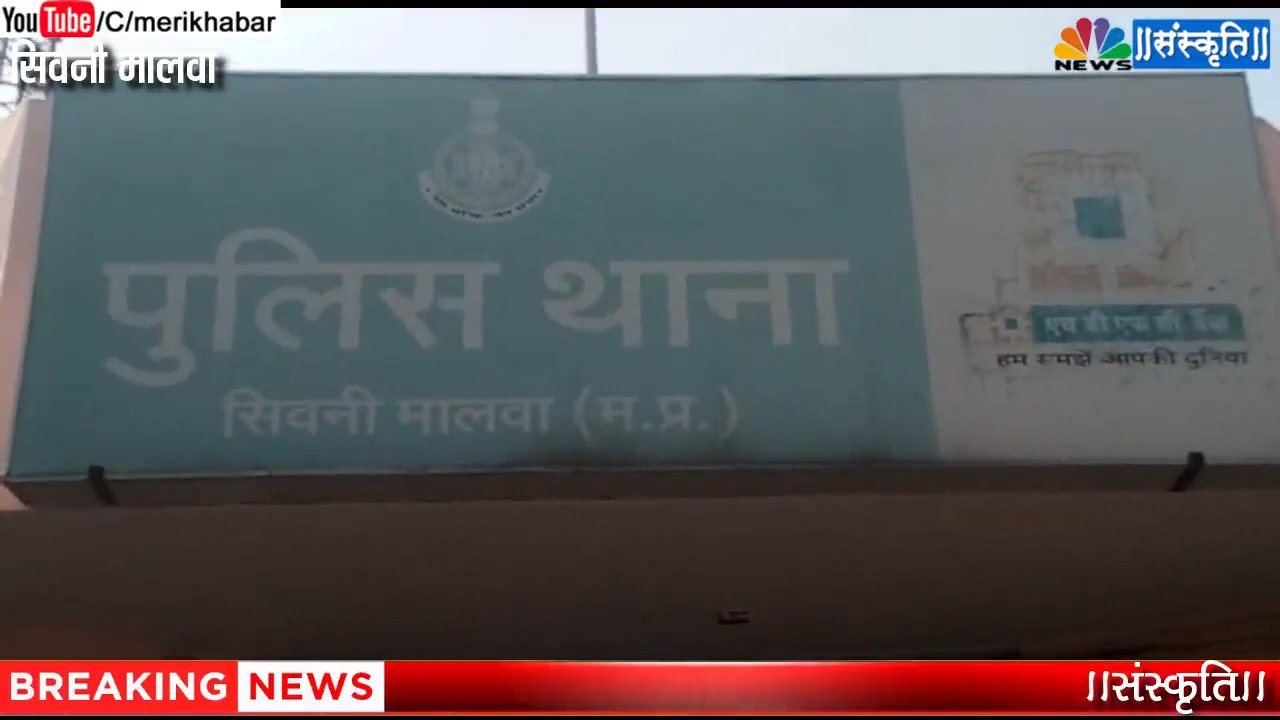 YouTube/C/merikhabar
सिवनी मालवा
NEWS
||संस्कृति||
पुलिस थाना
सिवनी मालवा (म.प्र.)
एच डी एफ सी बैंक
हम समझें आपकी दुनिया
BREAKING NEWS
||संस्कृति||